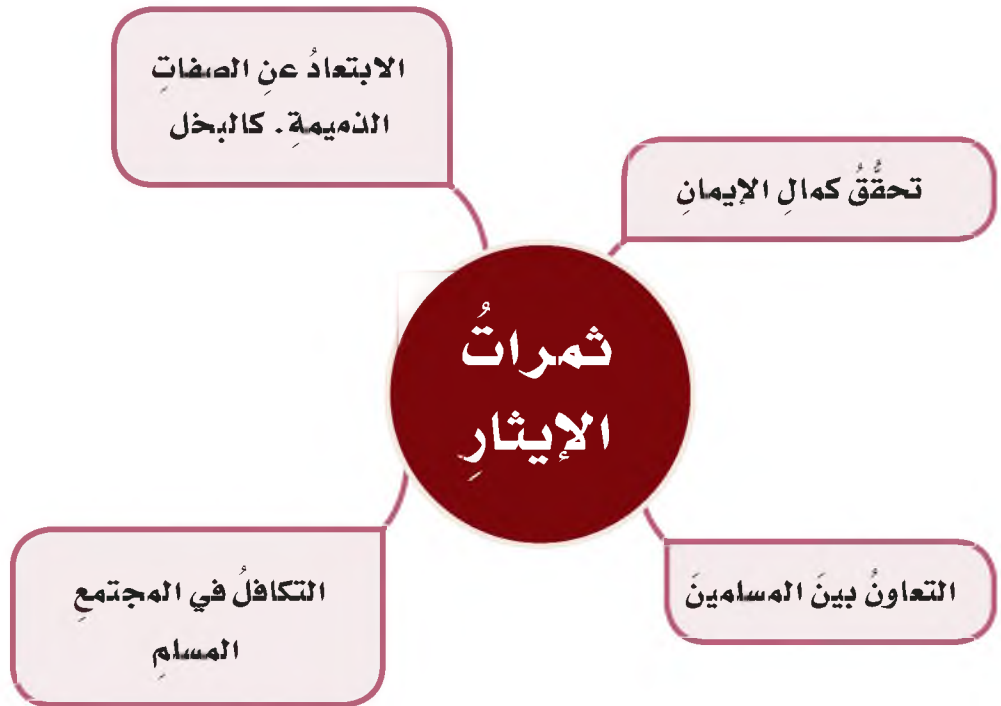 ثمراتُ
الإيثارِ
تحقُّقُ كمالِ الإيمانِ
الابتعادُ عنِ الصفاتِ
الذميمةِ. كالبخل
التعاونُ بينَ المسلمينَ
التكافلُ في المجتمعِ
المسلمِ